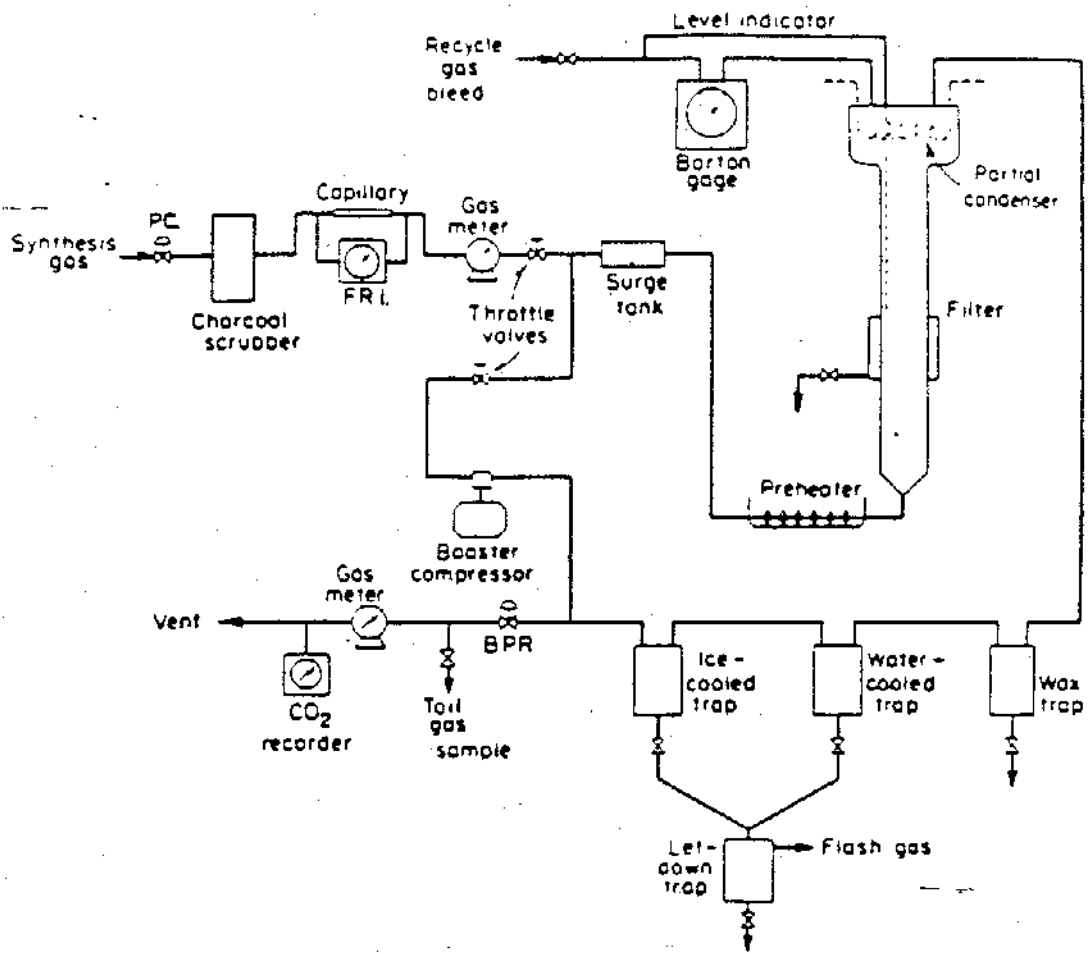 Level indicator
Recycle
gas
bleed
Barton
gage
Partial
condenser
Capillary
Gas
meter
PC
Synthesis
gas
FRI.
Surge
tank
Filter
Charcoal
scrubber
Throttle
valves
Preheater
Booster
compressor
Gas
meter
Vent
BPR
Ice-
cooled
trap
Water-
cooled
trap
Wax
trap
CO2
recorder
Tail
gas
sample
Let-
down
trap
Flash gas